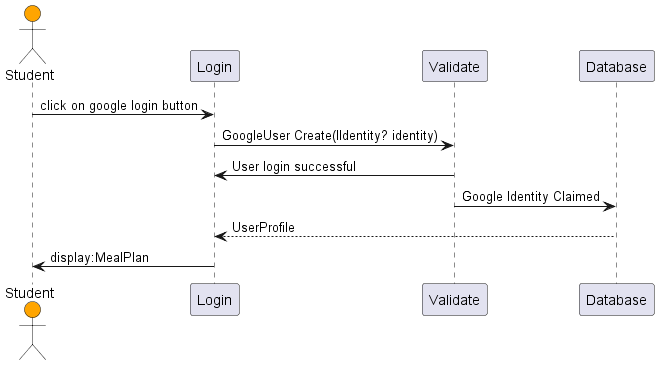 Student
Login
Validate
Database
click on google login button
GoogleUser Create(IIdentity? identity)
User login successful
Google Identity Claimed
UserProfile
display:MealPlan
Student
Login
Validate
Database